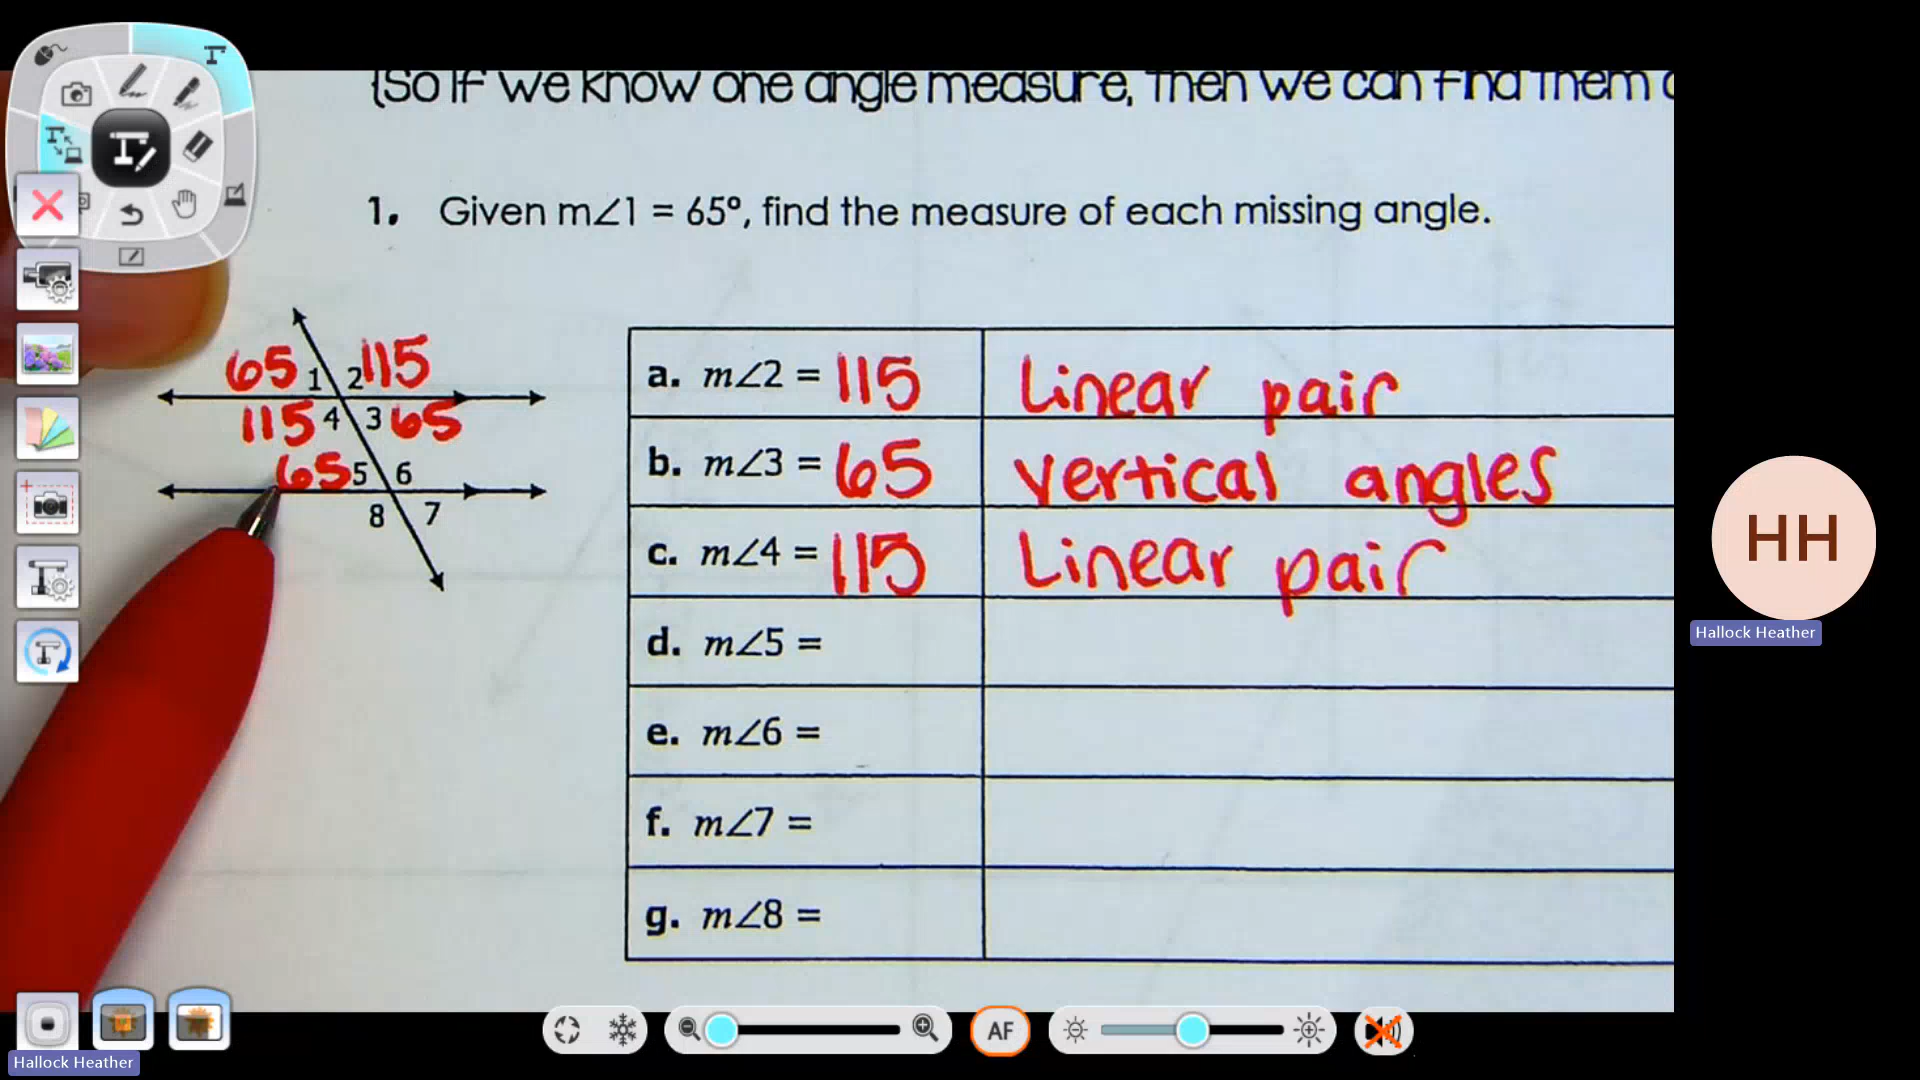 {So if we know one angle measure, then we can find them
1. Given m∠1 = 65°, find the measure of each missing angle.
65 1 2 115
115 4 3 65
65 5 6
8 7
a. m∠2 = 115 Linear pair
b. m∠3 = 65 vertical angles
c. m∠4 = 115 Linear pair
d. m∠5 =
e. m∠6 =
f. m∠7 =
g. m∠8 =
HH
Hallock Heather
AF
Hallock Heather